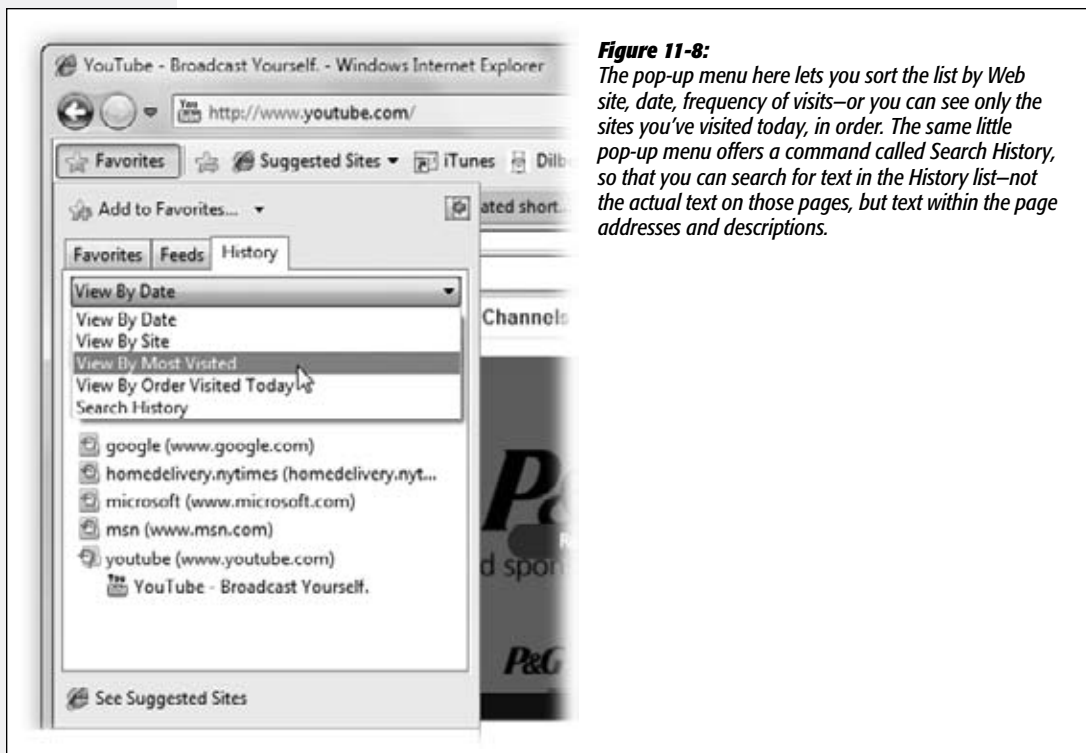 YouTube - Broadcast Yourself. - Windows Internet Explorer
http://www.youtube.com/
Favorites Suggested Sites iTunes Dilb
Add to Favorites... ated short.
Favorites Feeds History
View By Date
View By Date
View By Site
View By Most Visited
View By Order Visited Today
Search History
Channels
google (www.google.com)
homedelivery.nytimes (homedelivery.nyt...
microsoft (www.microsoft.com)
msn (www.msn.com)
youtube (www.youtube.com)
YouTube - Broadcast Yourself.
d spon
P&G
See Suggested Sites
Figure 11-8:
The pop-up menu here lets you sort the list by Web
site, date, frequency of visits—or you can see only the
sites you’ve visited today, in order. The same little
pop-up menu offers a command called Search History,
so that you can search for text in the History list—not
the actual text on those pages, but text within the page
addresses and descriptions.